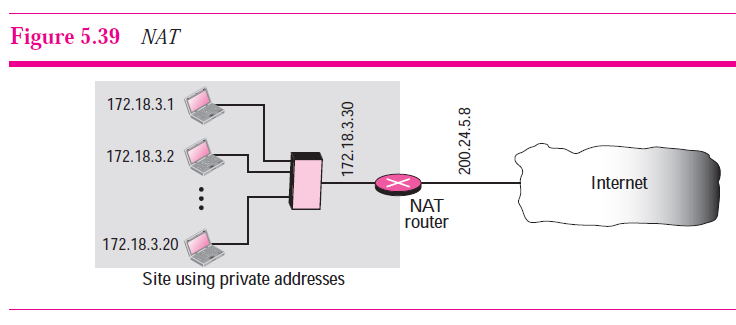 Figure 5.39 NAT
172.18.3.1
172.18.3.2
172.18.3.20
172.18.3.30
200.24.5.8
NAT
router
Internet
Site using private addresses